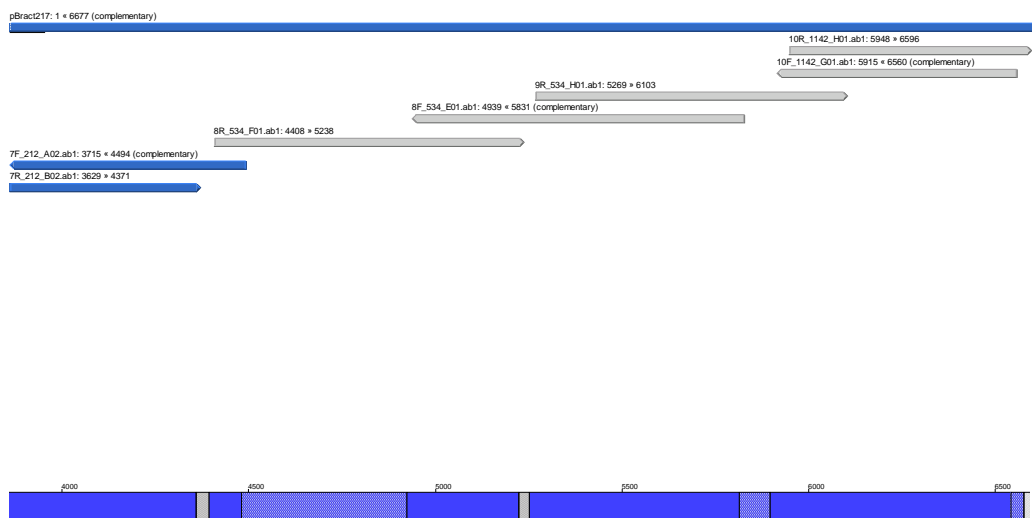 pBract217: 1 « 6677 (complementary)
10R_1142_H01.ab1: 5948 » 6596
10F_1142_G01.ab1: 5915 « 6560 (complementary)
9R_534_H01.ab1: 5269 » 6103
8F_534_E01.ab1: 4939 « 5831 (complementary)
8R_534_F01.ab1: 4408 » 5238
7F_212_A02.ab1: 3715 « 4494 (complementary)
7R_212_B02.ab1: 3629 » 4371
4000 4500 5000 5500 6000 6500